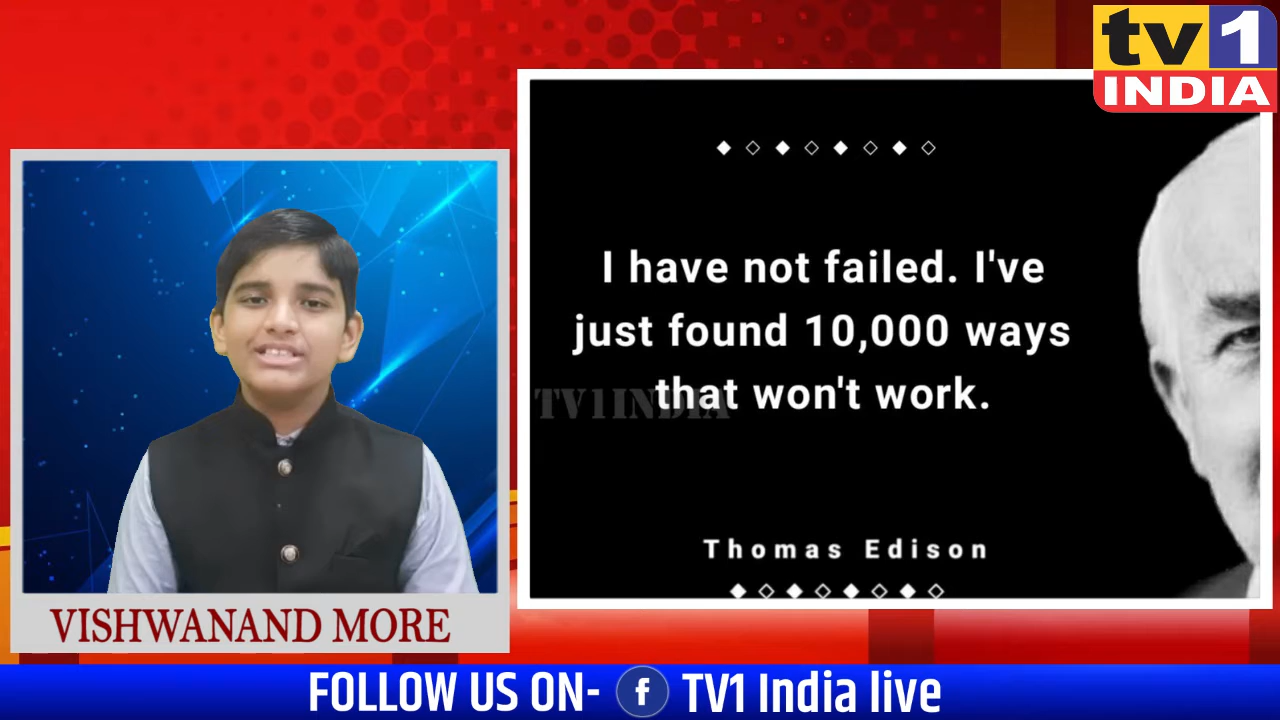 tv1
INDIA
I have not failed. I've
just found 10,000 ways
that won't work.
TV1INDIA
Thomas Edison
VISHWANAND MORE
FOLLOW US ON- f TV1 India live